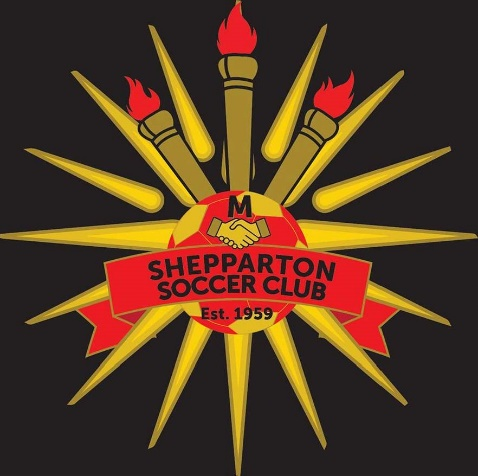 M
SHEPPARTON
SOCCER CLUB
Est. 1959